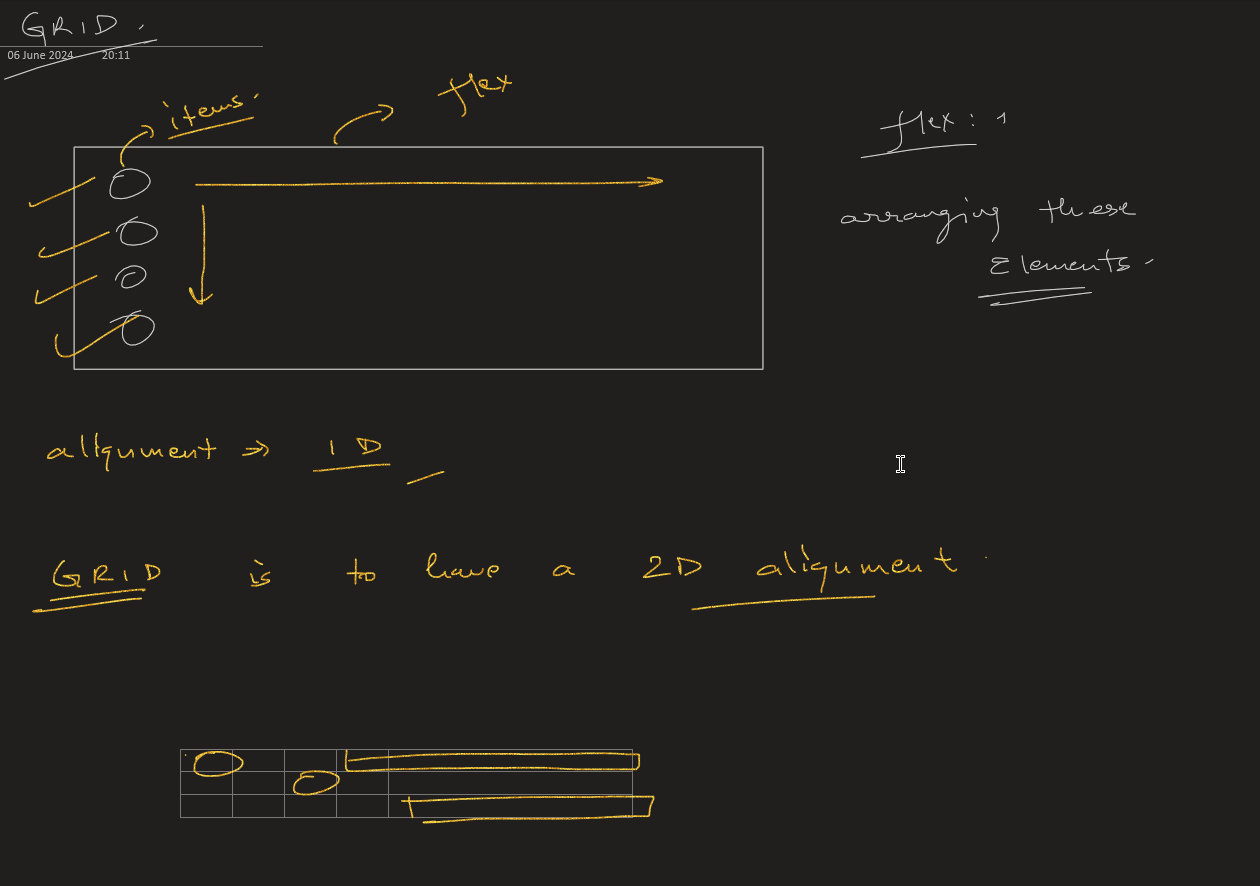 GRID.
06 June 2024 20:11
items.
flex
flex: 1
arranging these
Elements.
alignment => 1D
GRID is to have a 2D alignment.